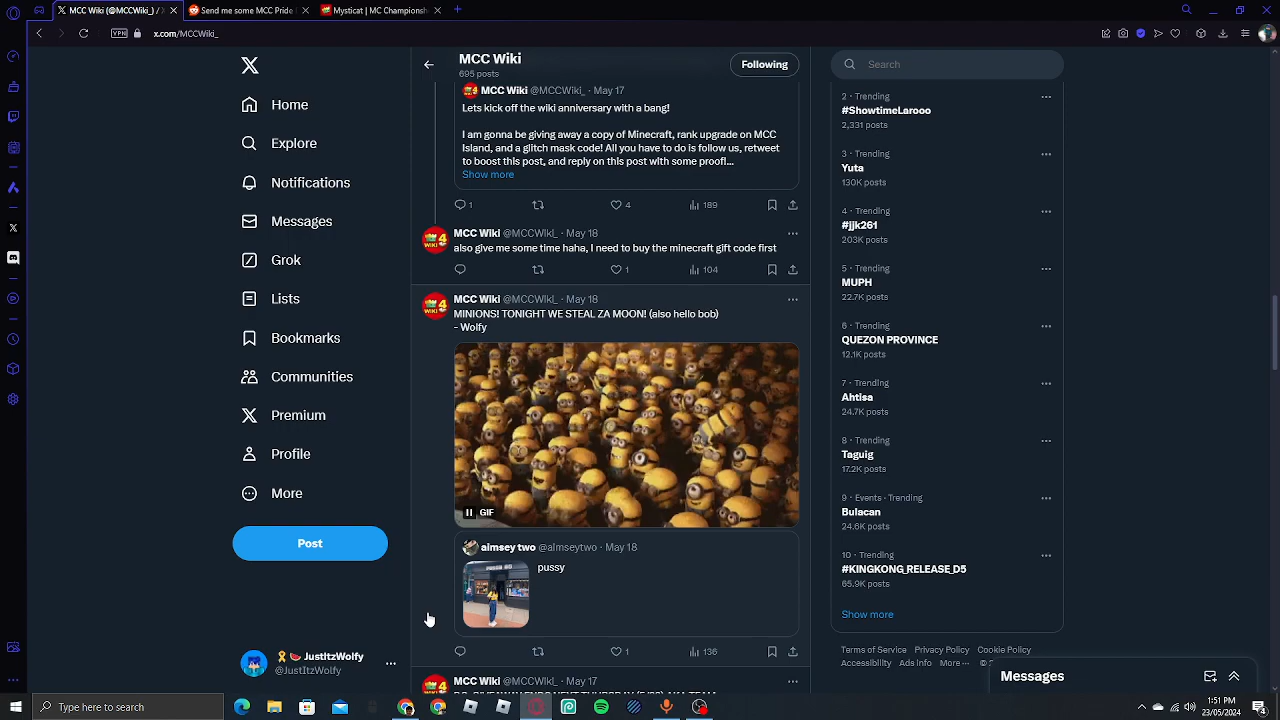 MCC Wiki (@MCCWiki_) / X
Send me some MCC Pride
Mysticat | MC Championsh
VPN
x.com/MCCWiki_
Home
Explore
Notifications
Messages
Grok
Lists
Bookmarks
Communities
Premium
Profile
More
Post
JustItzWolfy
@JustItzWolfy
MCC Wiki
695 posts
Following
MCC Wiki @MCCWiki_ · May 17
Lets kick off the wiki anniversary with a bang!
I am gonna be giving away a copy of Minecraft, rank upgrade on MCC
Island, and a glitch mask code! All you have to do is follow us, retweet
to boost this post, and reply on this post with some proof!...
Show more
1
4
189
MCC Wiki @MCCWiki_ · May 18
also give me some time haha, I need to buy the minecraft gift code first
1
104
MCC Wiki @MCCWiki_ · May 18
MINIONS! TONIGHT WE STEAL ZA MOON! (also hello bob)
- Wolfy
GIF
almsey two @almseytwo · May 18
pussy
1
136
MCC Wiki @MCCWiki_ · May 17
Search
2 · Trending
#ShowtimeLarooo
2,331 posts
3 · Trending
Yuta
130K posts
4 · Trending
#jjk261
203K posts
5 · Trending
MUPH
22.7K posts
6 · Trending
QUEZON PROVINCE
12.1K posts
7 · Trending
Ahtisa
24.7K posts
8 · Trending
Taguig
17.2K posts
9 · Events · Trending
Bulacan
24.6K posts
10 · Trending
#KINGKONG_RELEASE_D5
65.9K posts
Show more
Terms of Service Privacy Policy Cookie Policy
Accessibility Ads Info More ···
Messages
Type here to search
1:51 PM
23/05/2024